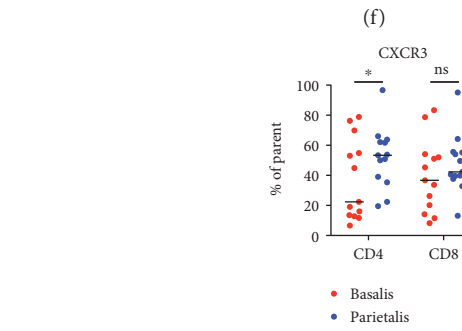 (f)
CXCR3
* ns
100
80
60
40
20
0
% of parent
CD4 CD8
Basalis
Parietalis